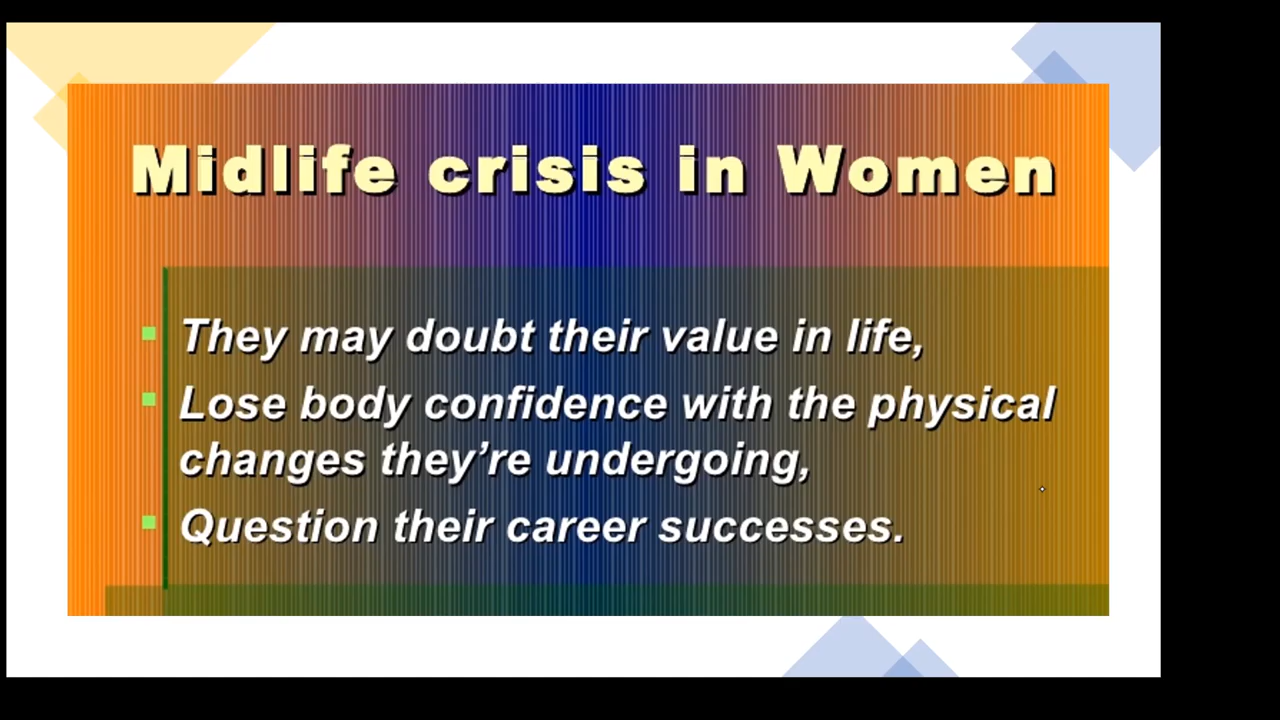 Midlife crisis in Women
They may doubt their value in life,
Lose body confidence with the physical
changes they’re undergoing,
Question their career successes.